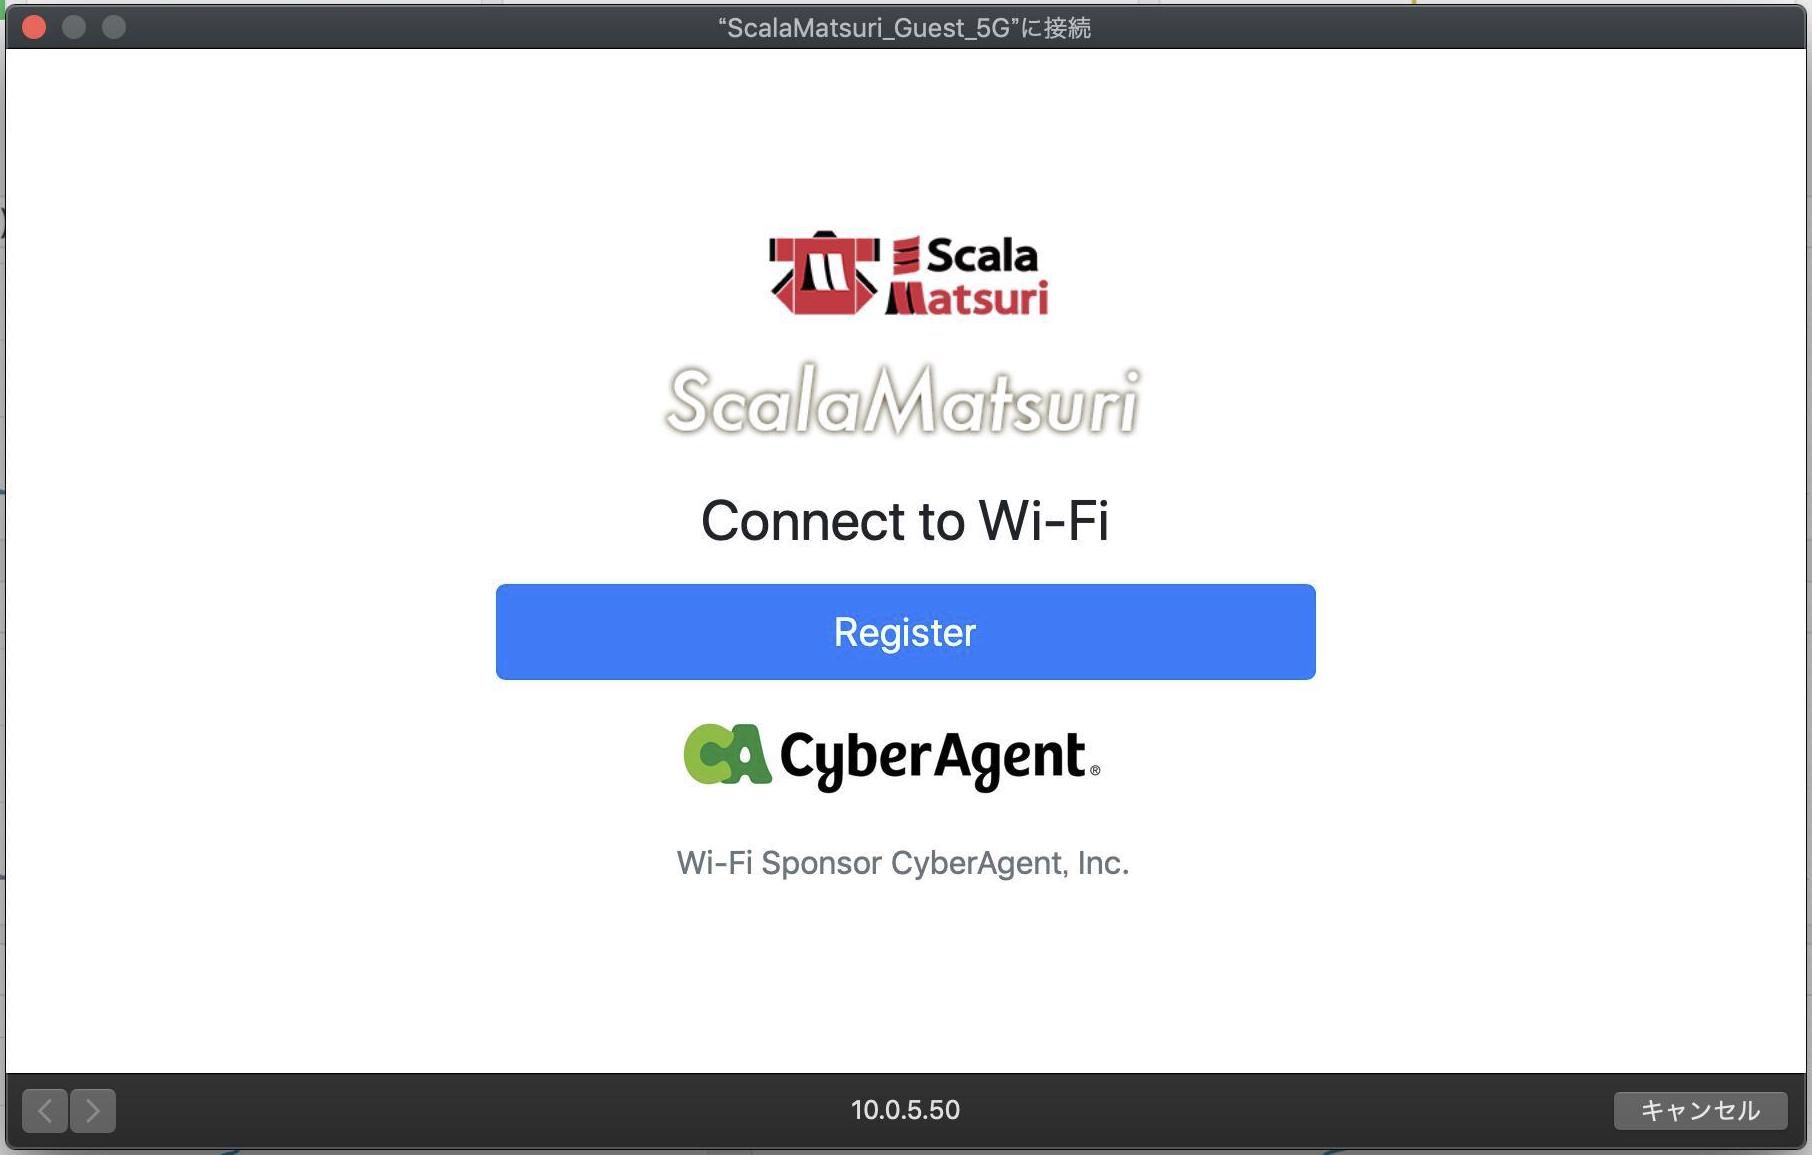 “ScalaMatsuri_Guest_5G”に接続
Scala
Matsuri
ScalaMatsuri
Connect to Wi-Fi
Register
CA CyberAgent®
Wi-Fi Sponsor CyberAgent, Inc.
10.0.5.50
キャンセル